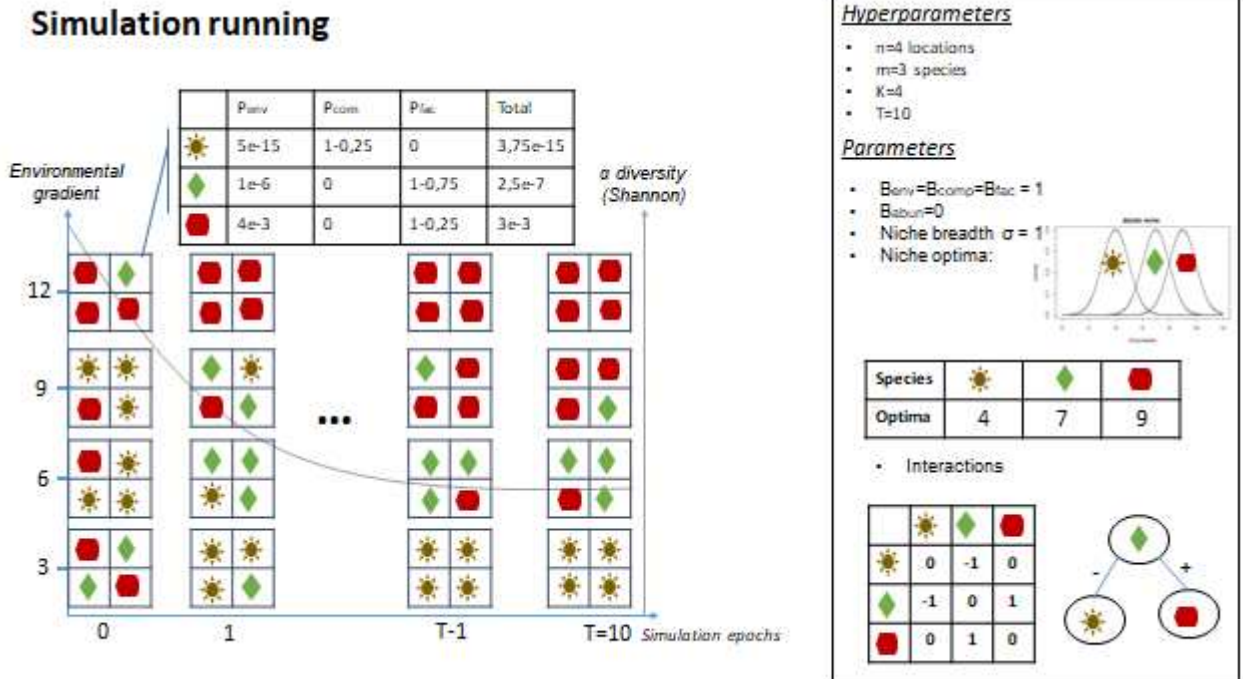 Simulation running
Penv Pcom Pfac Total
5e-15 1-0,25 0 3,75e-15
1e-6 0 1-0,75 2,5e-7
4e-3 0 1-0,25 3e-3
Environmental
gradient
α diversity
(Shannon)
12
9
6
3
...
0 1 T-1 T=10 Simulation epochs
Hyperparameters
▪ n=4 locations
▪ m=3 species
▪ K=4
▪ T=10
Parameters
▪ Benv=Bcomp=Bfac = 1
▪ Babun=0
▪ Niche breadth σ = 1
▪ Niche optima:
Species
Optima 4 7 9
▪ Interactions
0 -1 0
-1 0 1
0 1 0
- +